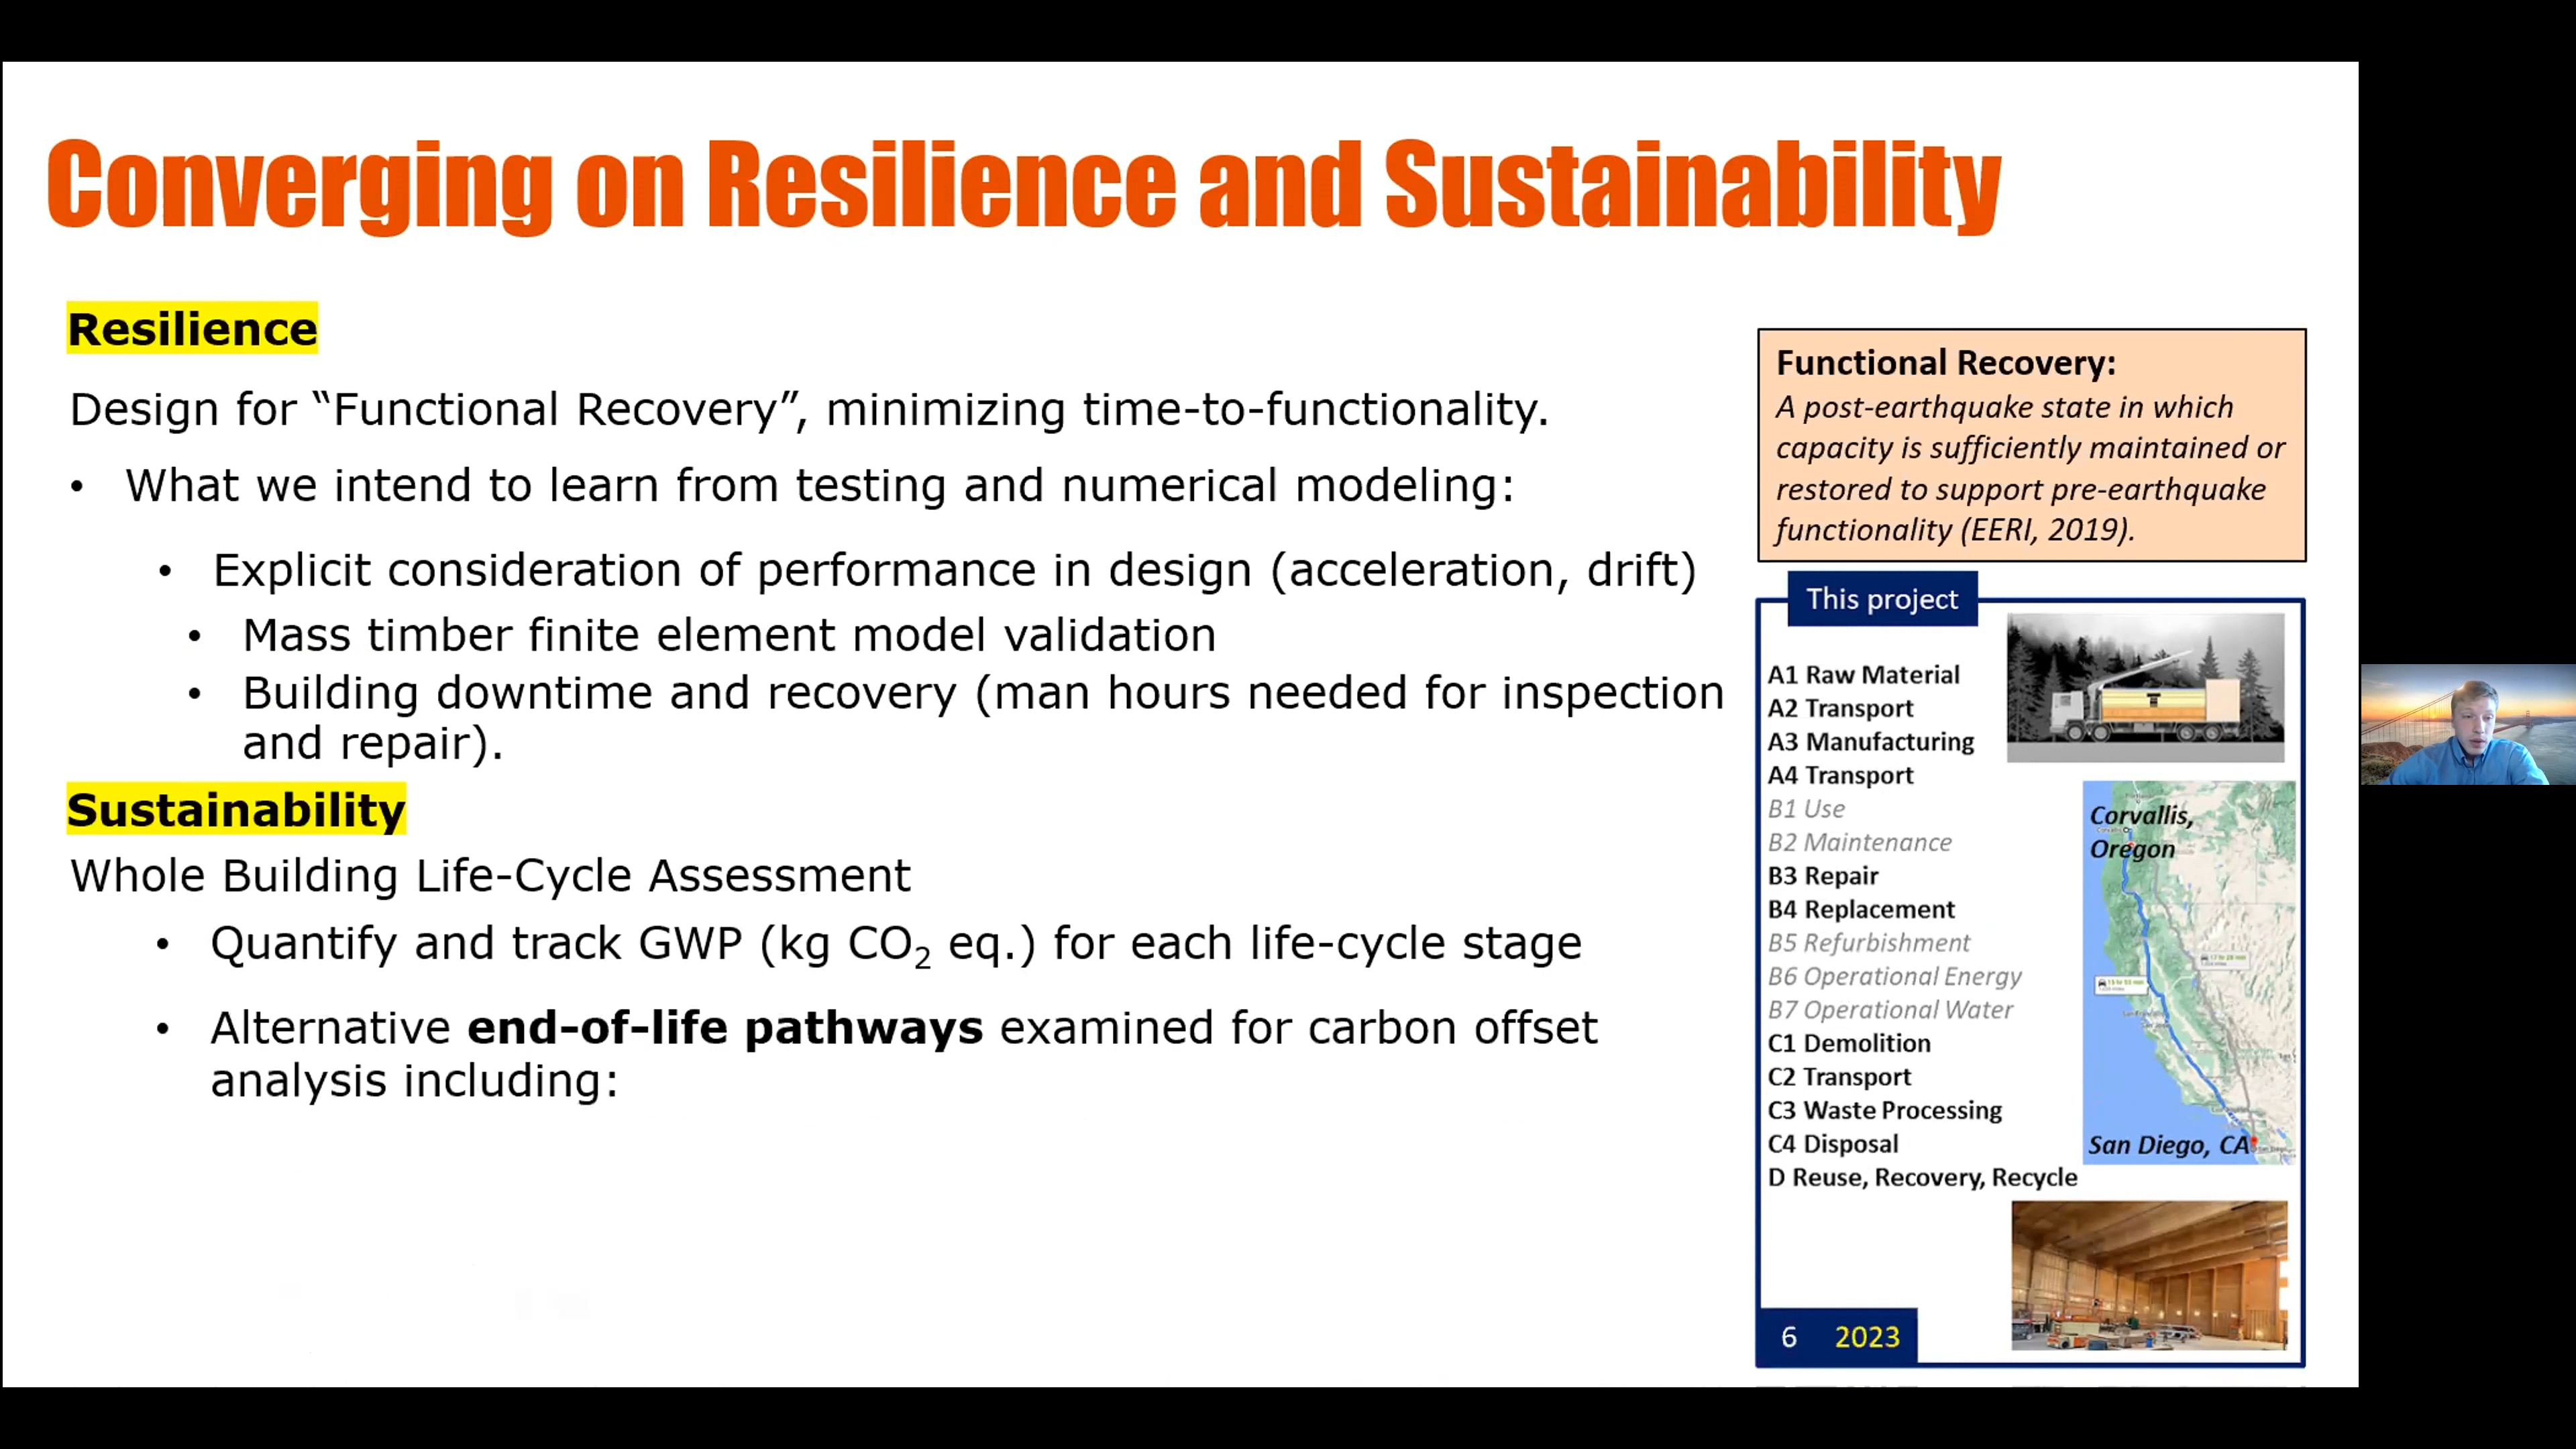 Converging on Resilience and Sustainability
Resilience
Design for “Functional Recovery”, minimizing time-to-functionality.
• What we intend to learn from testing and numerical modeling:
• Explicit consideration of performance in design (acceleration, drift)
• Mass timber finite element model validation
• Building downtime and recovery (man hours needed for inspection
and repair).
Sustainability
Whole Building Life-Cycle Assessment
• Quantify and track GWP (kg CO₂ eq.) for each life-cycle stage
• Alternative end-of-life pathways examined for carbon offset
analysis including:
Functional Recovery:
A post-earthquake state in which
capacity is sufficiently maintained or
restored to support pre-earthquake
functionality (EERI, 2019).
This project
A1 Raw Material
A2 Transport
A3 Manufacturing
A4 Transport
B1 Use
B2 Maintenance
B3 Repair
B4 Replacement
B5 Refurbishment
B6 Operational Energy
B7 Operational Water
C1 Demolition
C2 Transport
C3 Waste Processing
C4 Disposal
D Reuse, Recovery, Recycle
Corvallis,
Oregon
San Diego, CA
6 2023